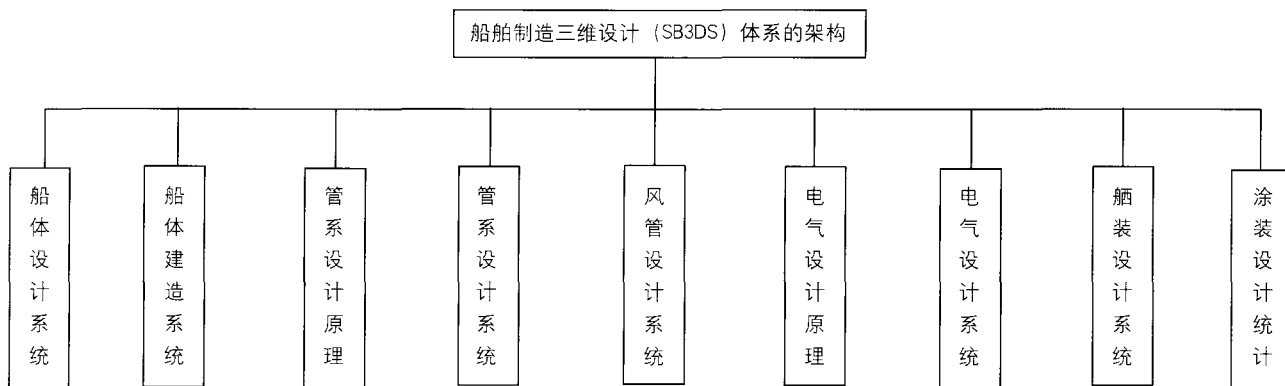 船舶制造三维设计（SB3DS）体系的架构
船体设计系统
船体建造系统
管系设计原理
管系设计系统
风管设计系统
电气设计原理
电气设计系统
舾装设计系统
涂装设计统计